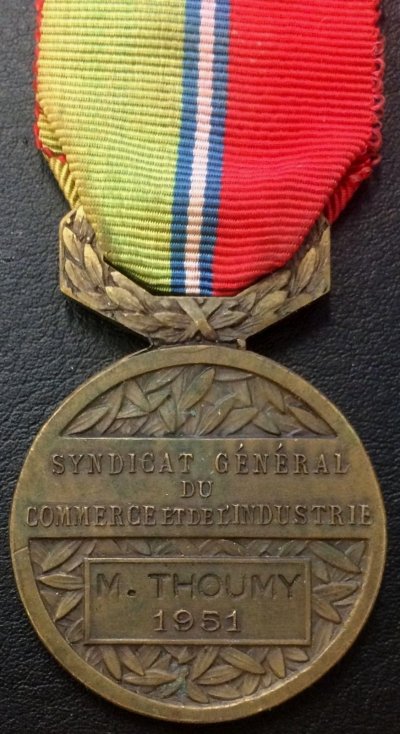 SYNDICAT GÉNÉRAL
DU
COMMERCE ET DE L'INDUSTRIE
M. THOUMY
1951